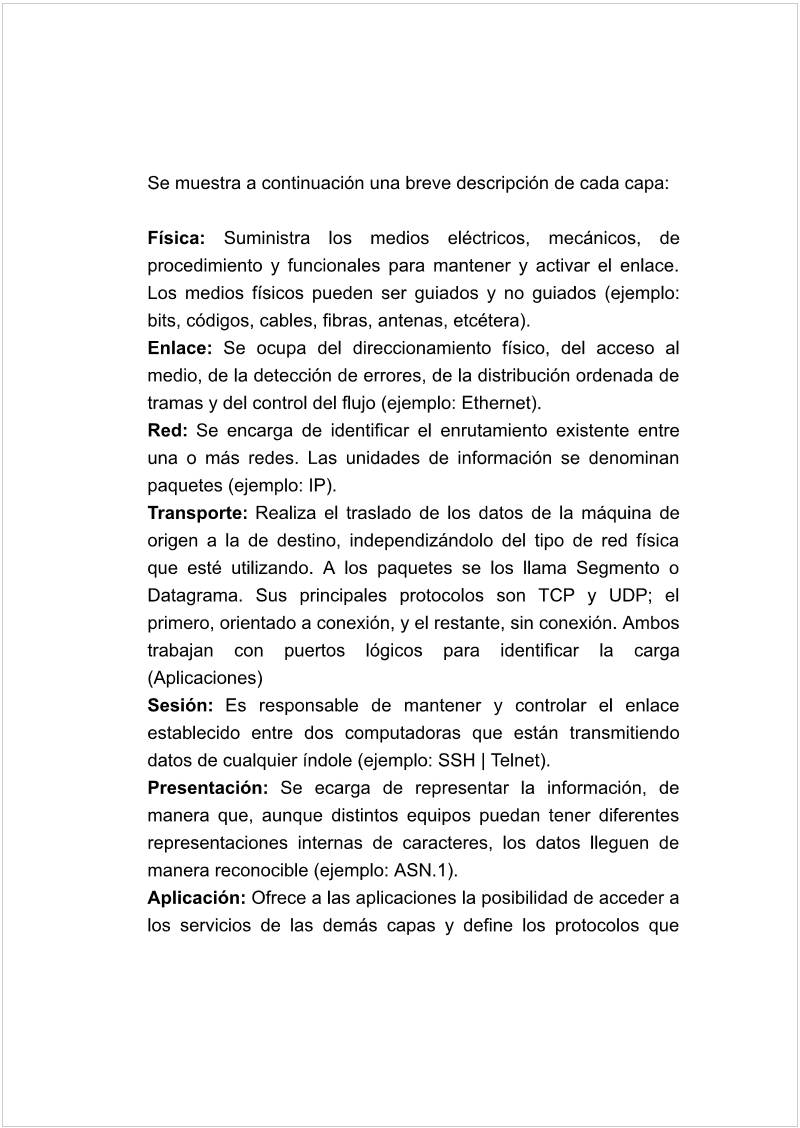 Se muestra a continuación una breve descripción de cada capa:
Física: Suministra los medios eléctricos, mecánicos, de
procedimiento y funcionales para mantener y activar el enlace.
Los medios físicos pueden ser guiados y no guiados (ejemplo:
bits, códigos, cables, fibras, antenas, etcétera).
Enlace: Se ocupa del direccionamiento físico, del acceso al
medio, de la detección de errores, de la distribución ordenada de
tramas y del control del flujo (ejemplo: Ethernet).
Red: Se encarga de identificar el enrutamiento existente entre
una o más redes. Las unidades de información se denominan
paquetes (ejemplo: IP).
Transporte: Realiza el traslado de los datos de la máquina de
origen a la de destino, independizándolo del tipo de red física
que esté utilizando. A los paquetes se los llama Segmento o
Datagrama. Sus principales protocolos son TCP y UDP; el
primero, orientado a conexión, y el restante, sin conexión. Ambos
trabajan con puertos lógicos para identificar la carga
(Aplicaciones)
Sesión: Es responsable de mantener y controlar el enlace
establecido entre dos computadoras que están transmitiendo
datos de cualquier índole (ejemplo: SSH | Telnet).
Presentación: Se ecarga de representar la información, de
manera que, aunque distintos equipos puedan tener diferentes
representaciones internas de caracteres, los datos lleguen de
manera reconocible (ejemplo: ASN.1).
Aplicación: Ofrece a las aplicaciones la posibilidad de acceder a
los servicios de las demás capas y define los protocolos que